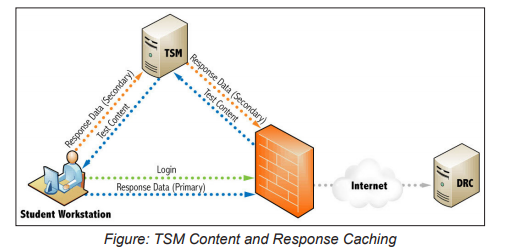 TSM
Response Data (Secondary)
Test Content
Response Data (Secondary)
Test Content
Login
Response Data (Primary)
Student Workstation
Internet
DRC
Figure: TSM Content and Response Caching